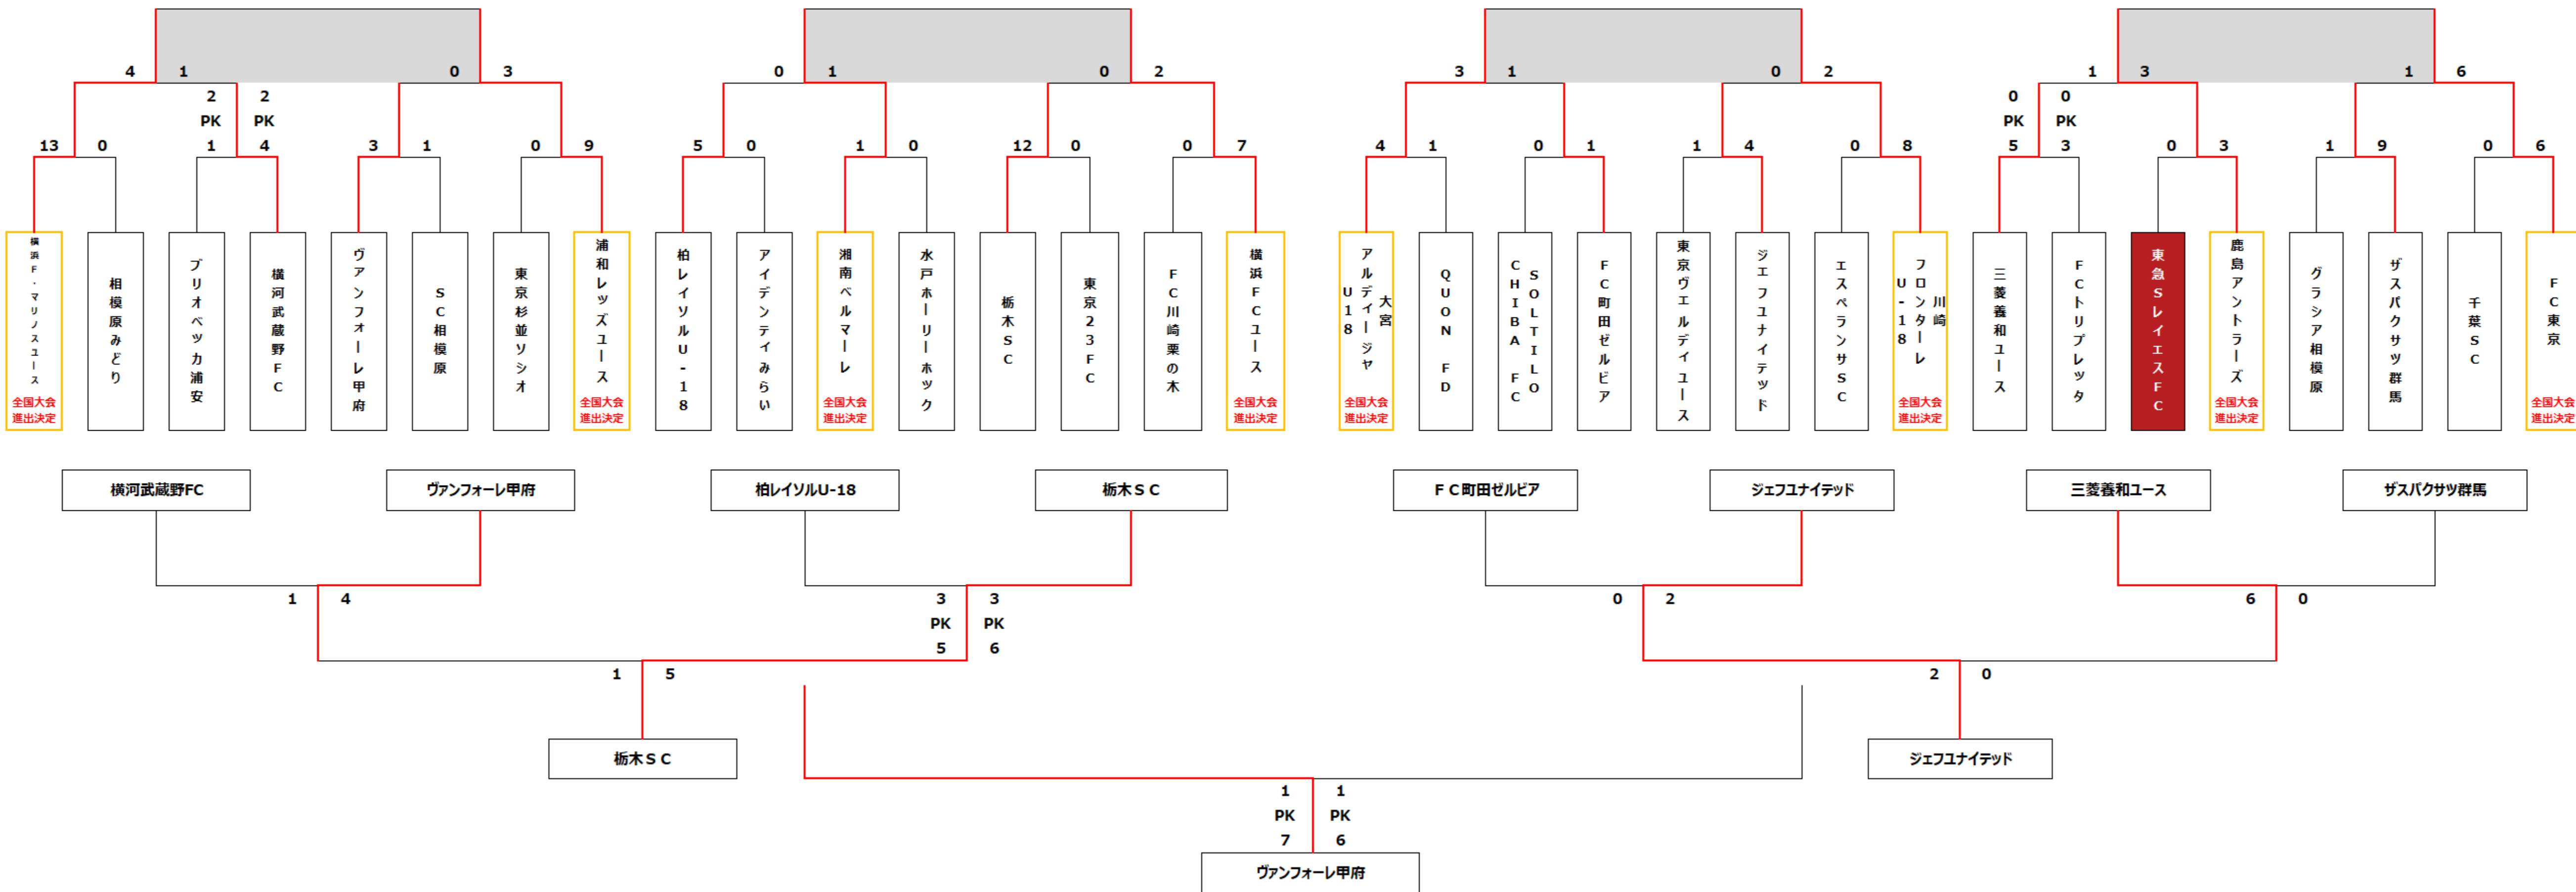 4 1 0 3 0 1 0 2 3 1 0 2 1 3 1 6
2 2 0 0
PK PK PK PK
13 0 1 4 3 1 0 9 5 0 1 0 12 0 0 7 4 1 0 1 1 4 0 8 5 3 0 3 1 9 0 6
横浜F・マリノスユース
全国大会
進出決定
相模原みどり
ブリオベッカ浦安
横河武蔵野FC
ヴァンフォーレ甲府
SC相模原
東京杉並ソシオ
浦和レッズユース
全国大会
進出決定
柏レイソルU-18
アイデンティみらい
湘南ベルマーレ
全国大会
進出決定
水戸ホーリーホック
栃木SC
東京23FC
FC川崎栗の木
横浜FCユース
全国大会
進出決定
大宮
アルディージャ
U18
全国大会
進出決定
QUON FD
SOLTILO
CHIBA FC
FC町田ゼルビア
東京ヴェルディユース
ジェフユナイテッド
エスペランサSC
川崎
フロンターレ
U-18
全国大会
進出決定
三菱養和ユース
FCトリプレッタ
東急SレイエスFC
鹿島アントラーズ
全国大会
進出決定
グラシア相模原
ザスパクサツ群馬
千葉SC
FC東京
全国大会
進出決定
横河武蔵野FC
ヴァンフォーレ甲府
柏レイソルU-18
栃木SC
FC町田ゼルビア
ジェフユナイテッド
三菱養和ユース
ザスパクサツ群馬
1 4 3 3 0 2 6 0
PK PK
5 6
1 5 2 0
栃木SC
ジェフユナイテッド
1 1
PK PK
7 6
ヴァンフォーレ甲府